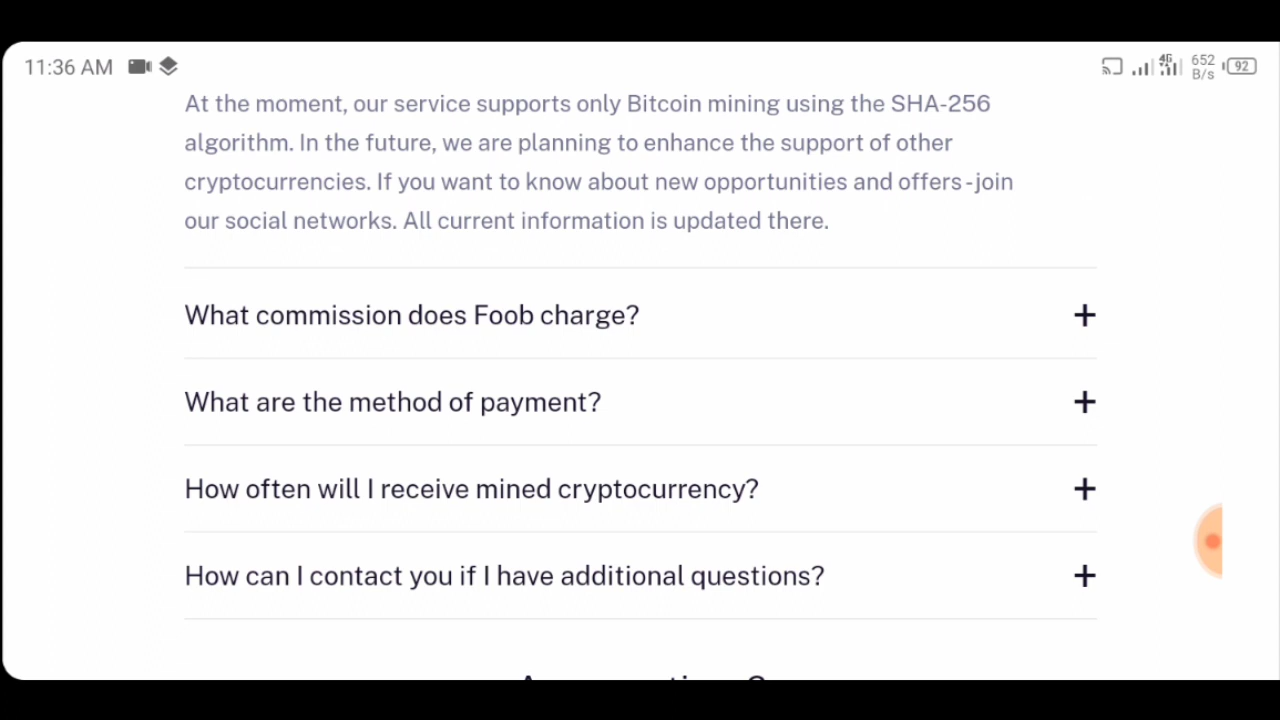 11:36 AM
4G
652
B/s
92
At the moment, our service supports only Bitcoin mining using the SHA-256
algorithm. In the future, we are planning to enhance the support of other
cryptocurrencies. If you want to know about new opportunities and offers - join
our social networks. All current information is updated there.
What commission does Foob charge?
What are the method of payment?
How often will I receive mined cryptocurrency?
How can I contact you if I have additional questions?